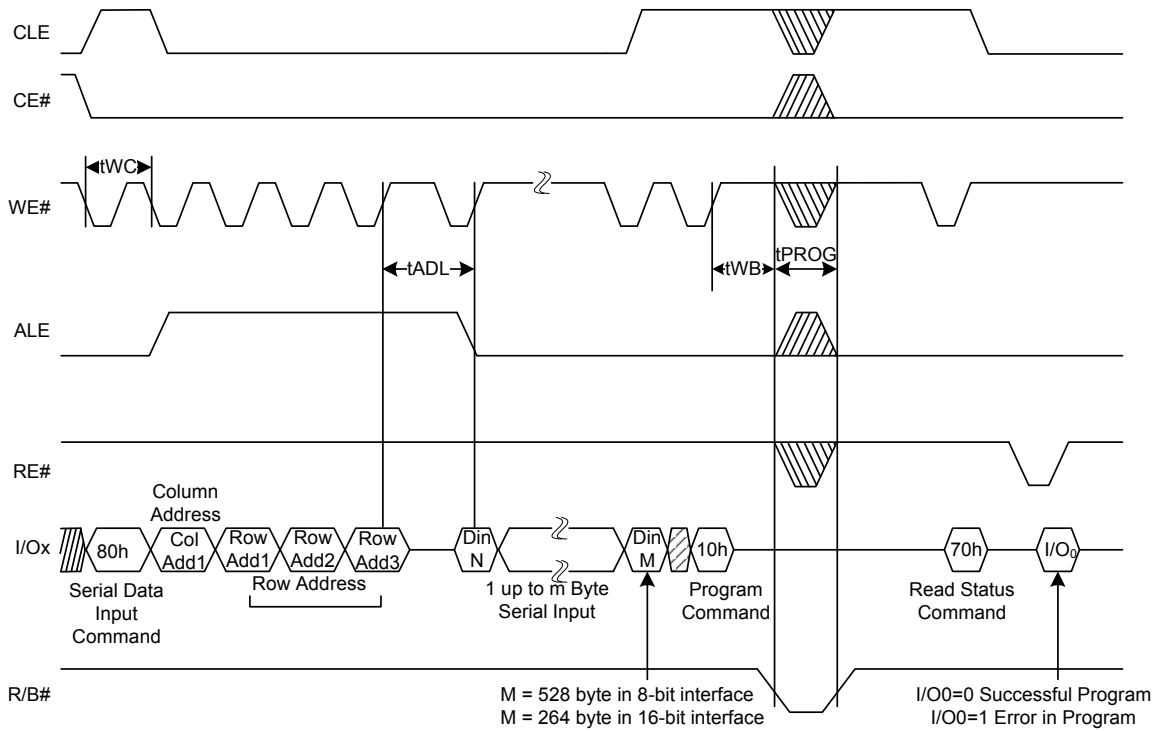 CLE
CE#
tWC
WE#
tADL
tWB
tPROG
ALE
RE#
Column
Address
I/Ox
80h
Col
Add1
Row
Add1
Row
Add2
Row
Add3
Din
N
Din
M
10h
70h
I/O0
Serial Data
Input
Command
Row Address
1 up to m Byte
Serial Input
Program
Command
Read Status
Command
R/B#
M = 528 byte in 8-bit interface
M = 264 byte in 16-bit interface
I/O0=0 Successful Program
I/O0=1 Error in Program